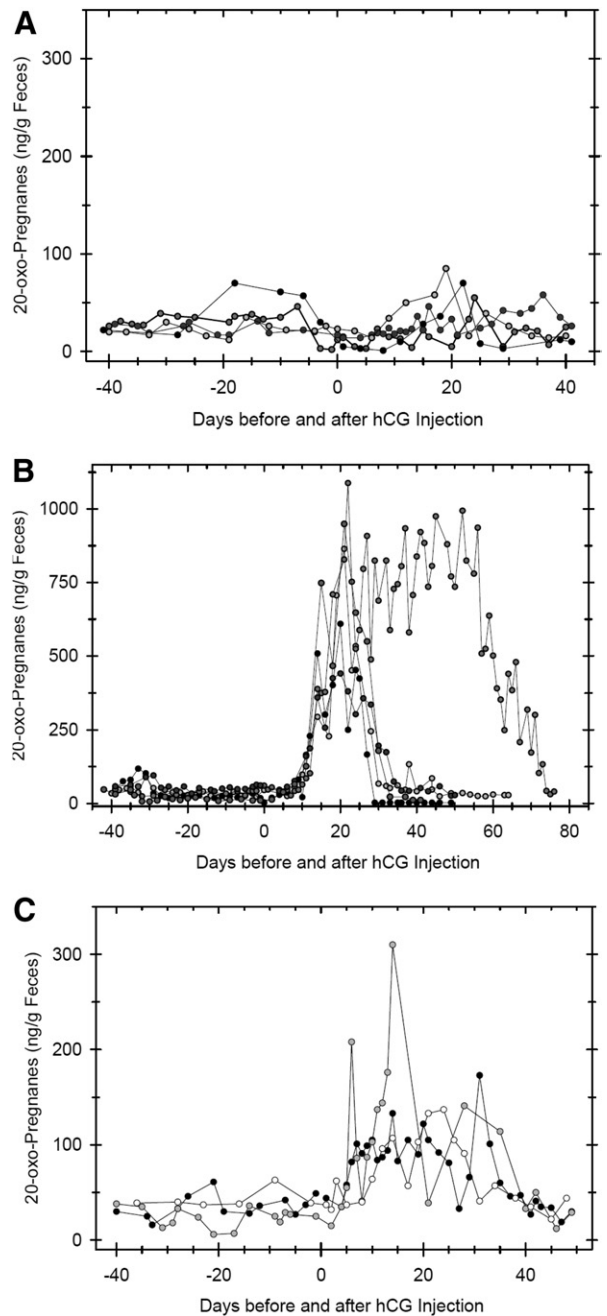 A
20-oxo-Pregnanes (ng/g Feces)
300
200
100
0
-40 -20 0 20 40
Days before and after hCG Injection
B
20-oxo-Pregnanes (ng/g Feces)
1000
750
500
250
0
-40 -20 0 20 40 60 80
Days before and after hCG Injection
C
20-oxo-Pregnanes (ng/g Feces)
300
200
100
0
-40 -20 0 20 40
Days before and after hCG Injection